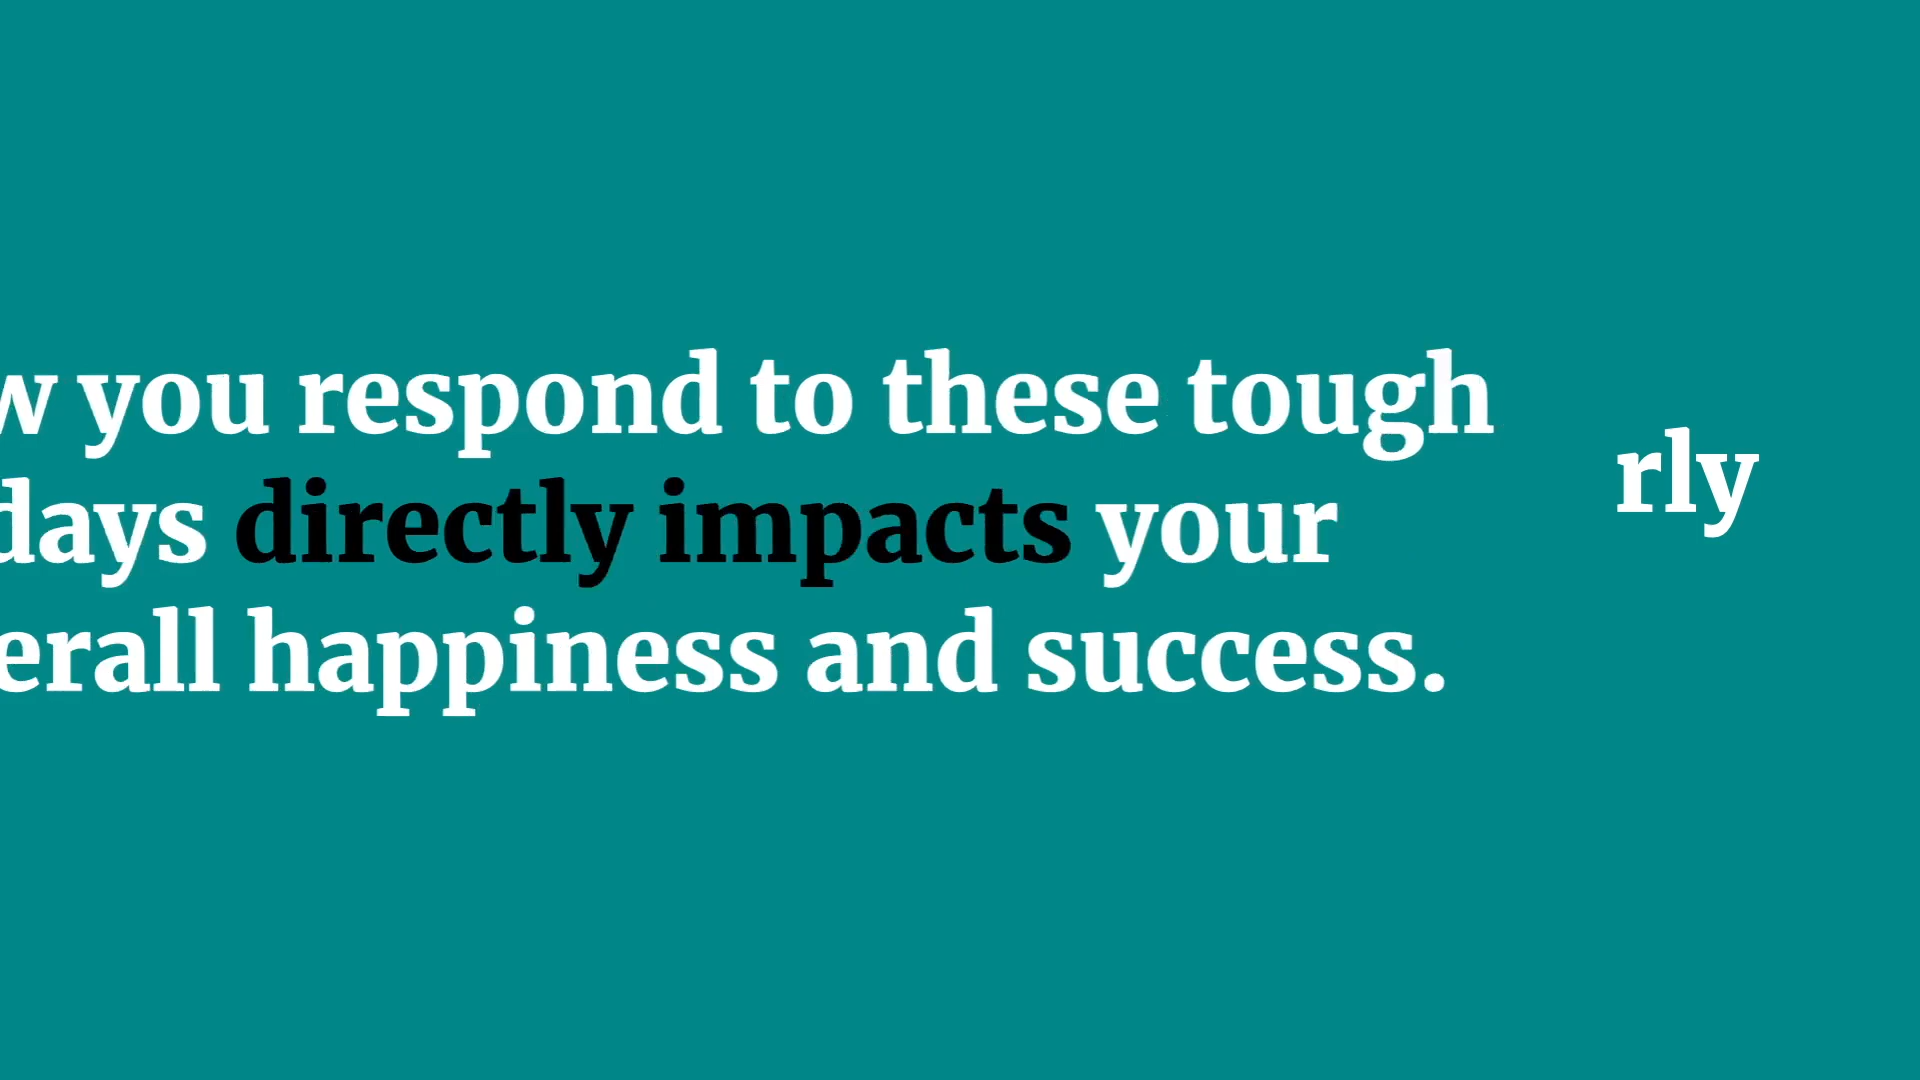 w you respond to these tough
days directly impacts your
erall happiness and success.
rly